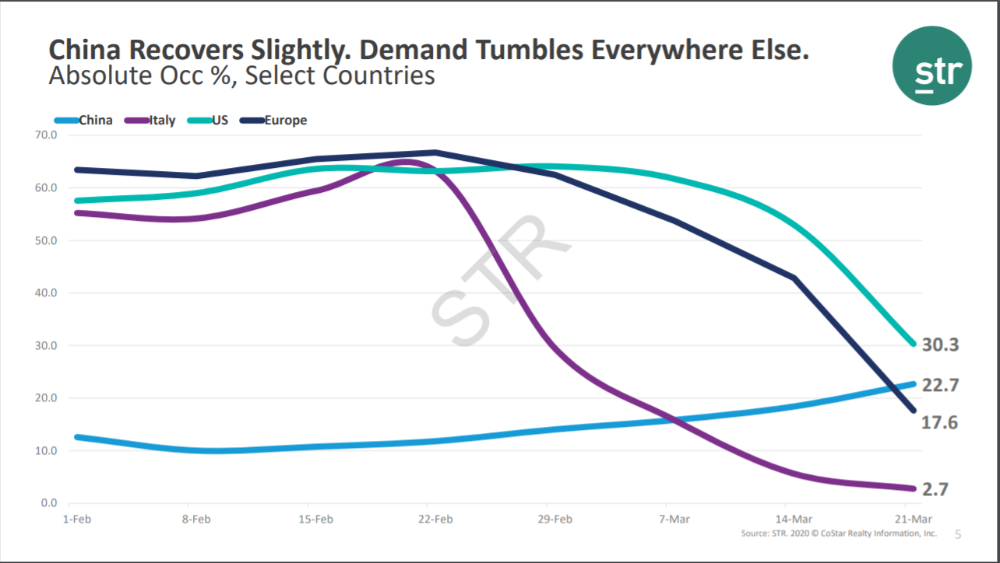 China Recovers Slightly. Demand Tumbles Everywhere Else.
Absolute Occ %, Select Countries
str
China Italy US Europe
70.0
60.0
50.0
40.0
30.0
20.0
10.0
0.0
STR
30.3
22.7
17.6
2.7
1-Feb 8-Feb 15-Feb 22-Feb 29-Feb 7-Mar 14-Mar 21-Mar
Source: STR. 2020 © CoStar Realty Information, Inc. 5